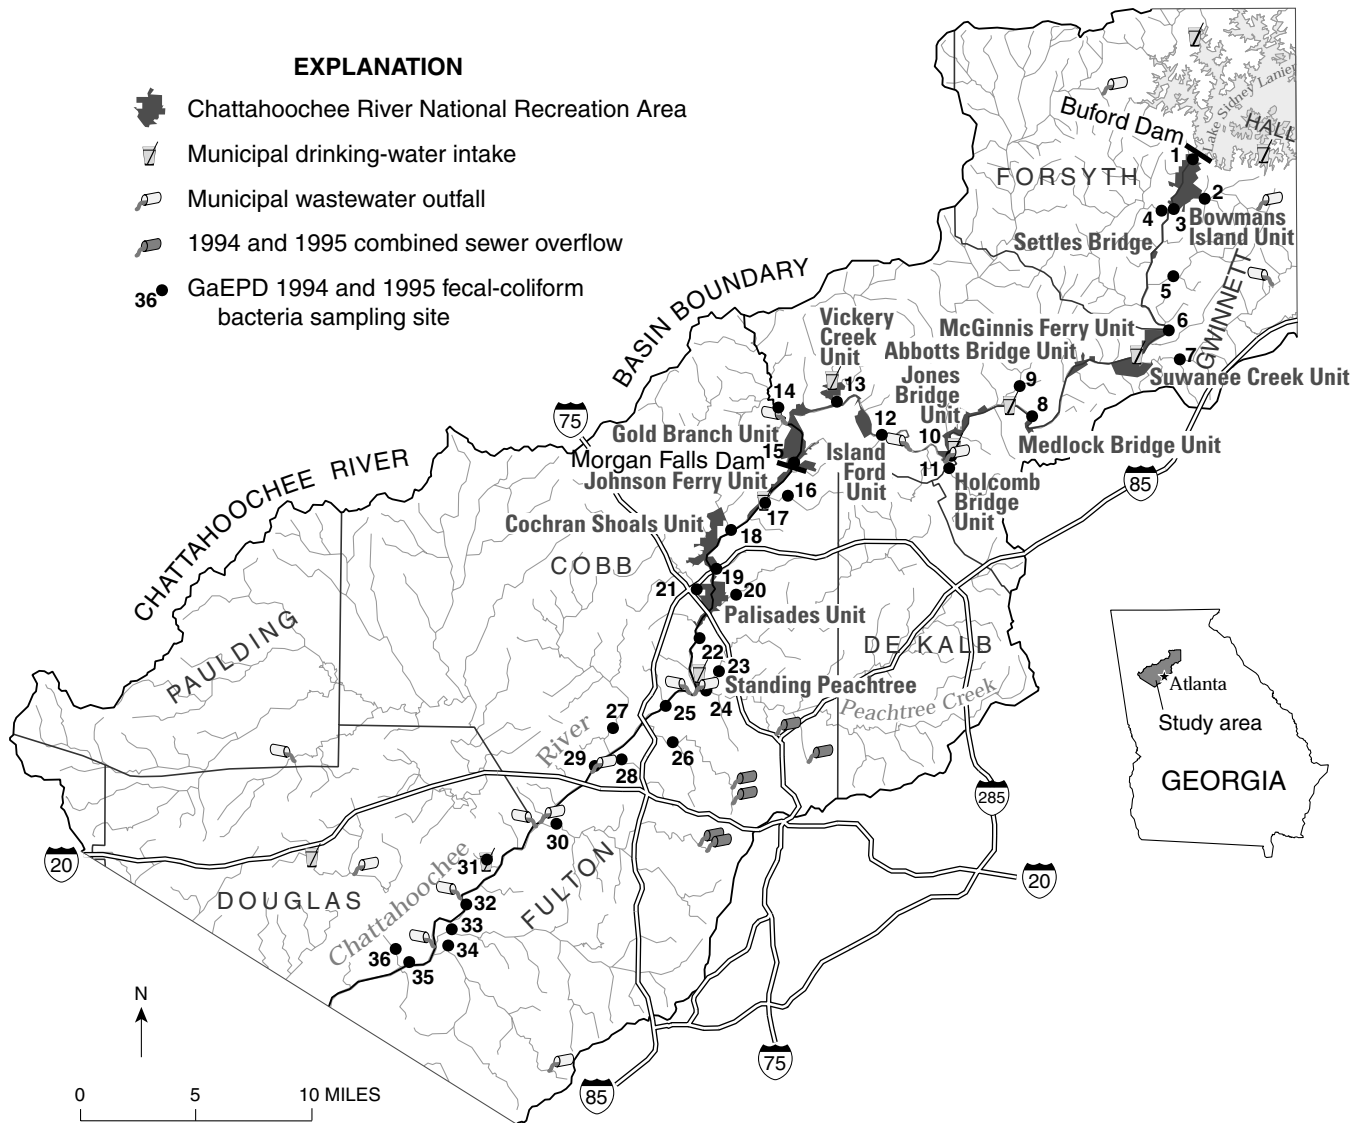 EXPLANATION
Chattahoochee River National Recreation Area
Municipal drinking-water intake
Municipal wastewater outfall
1994 and 1995 combined sewer overflow
36
GaEPD 1994 and 1995 fecal-coliform
bacteria sampling site
Lake Sidney Lanier
HALL
Buford Dam
1
FORSYTH
2
4
3
Bowmans
Island Unit
Settles Bridge
5
GWINNETT
BASIN BOUNDARY
Vickery
Creek
Unit
McGinnis Ferry Unit
6
Abbotts Bridge Unit
7
Suwanee Creek Unit
Jones
Bridge
Unit
9
8
Medlock Bridge Unit
13
14
12
10
11
Gold Branch Unit
15
Morgan Falls Dam
Island
Ford
Unit
Holcomb
Bridge
Unit
Johnson Ferry Unit
16
17
75
85
CHATTAHOOCHEE RIVER
Cochran Shoals Unit
18
COBB
19
21
20
Palisades Unit
PAULDING
22
DE KALB
23
Standing Peachtree
24
Peachtree Creek
25
27
26
River
29
28
285
30
20
31
DOUGLAS
Chattahoochee
FULTON
32
33
34
36
35
20
Atlanta
Study area
GEORGIA
N
75
85
0 5 10 MILES